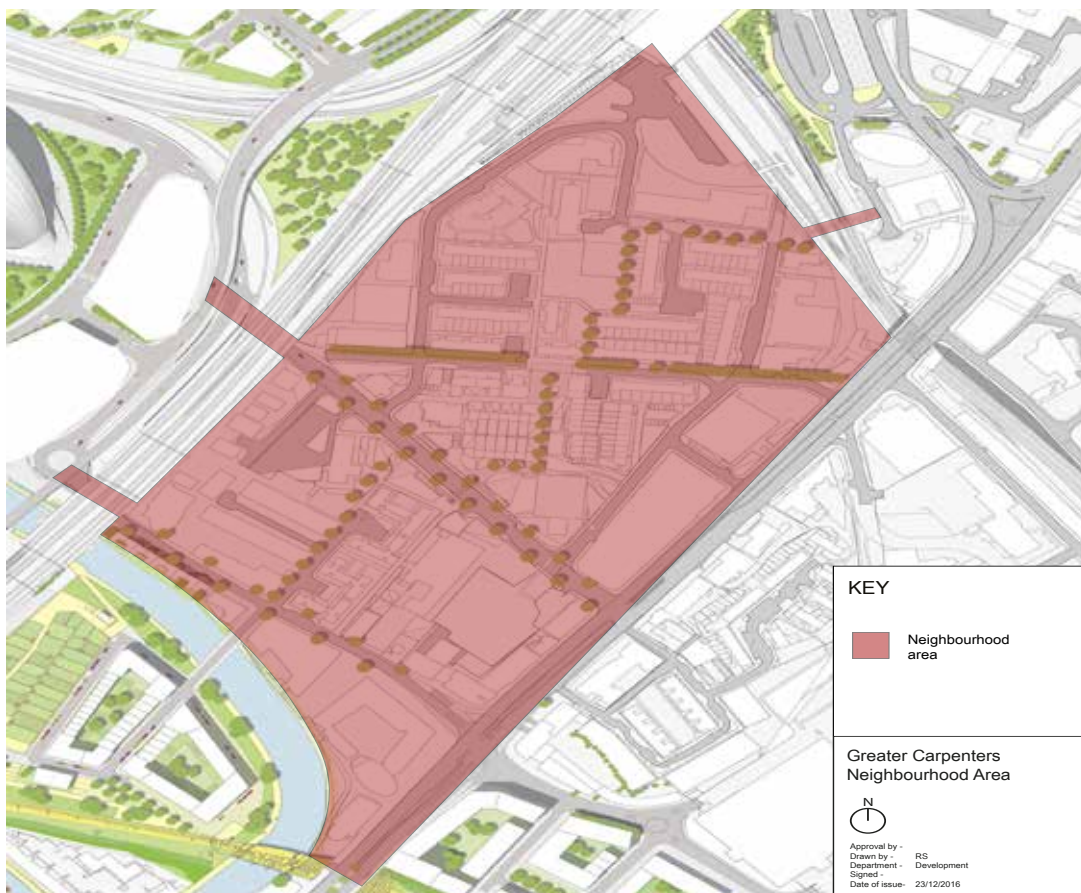 KEY
Neighbourhood
area
Greater Carpenters
Neighbourhood Area
N
Approval by -
Drawn by - RS
Department - Development
Signed -
Date of issue- 23/12/2016